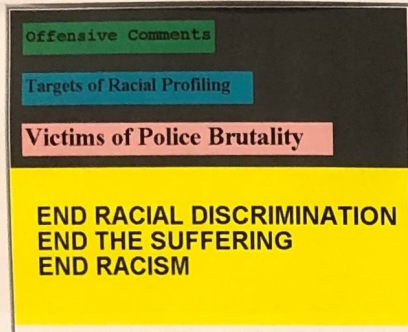 Offensive Comments
Targets of Racial Profiling
Victims of Police Brutality
END RACIAL DISCRIMINATION
END THE SUFFERING
END RACISM